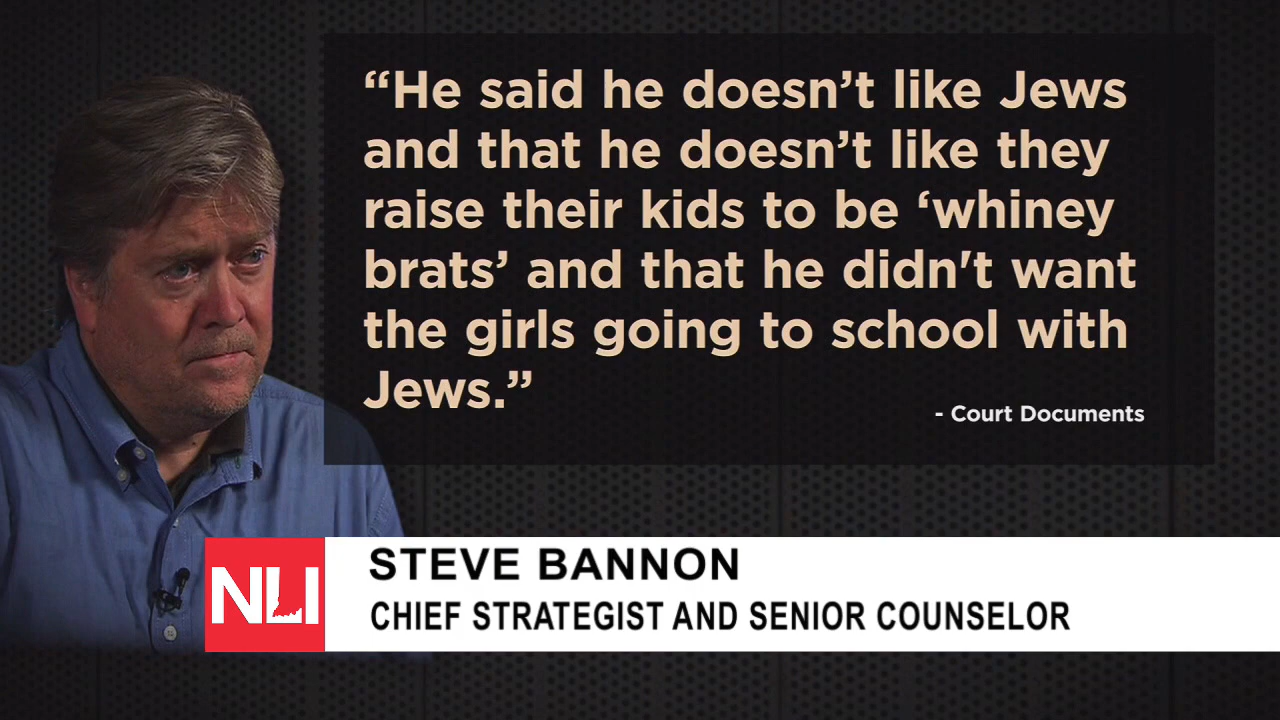 “He said he doesn’t like Jews
and that he doesn’t like they
raise their kids to be ‘whiney
brats’ and that he didn't want
the girls going to school with
Jews.”
- Court Documents
NLI
STEVE BANNON
CHIEF STRATEGIST AND SENIOR COUNSELOR